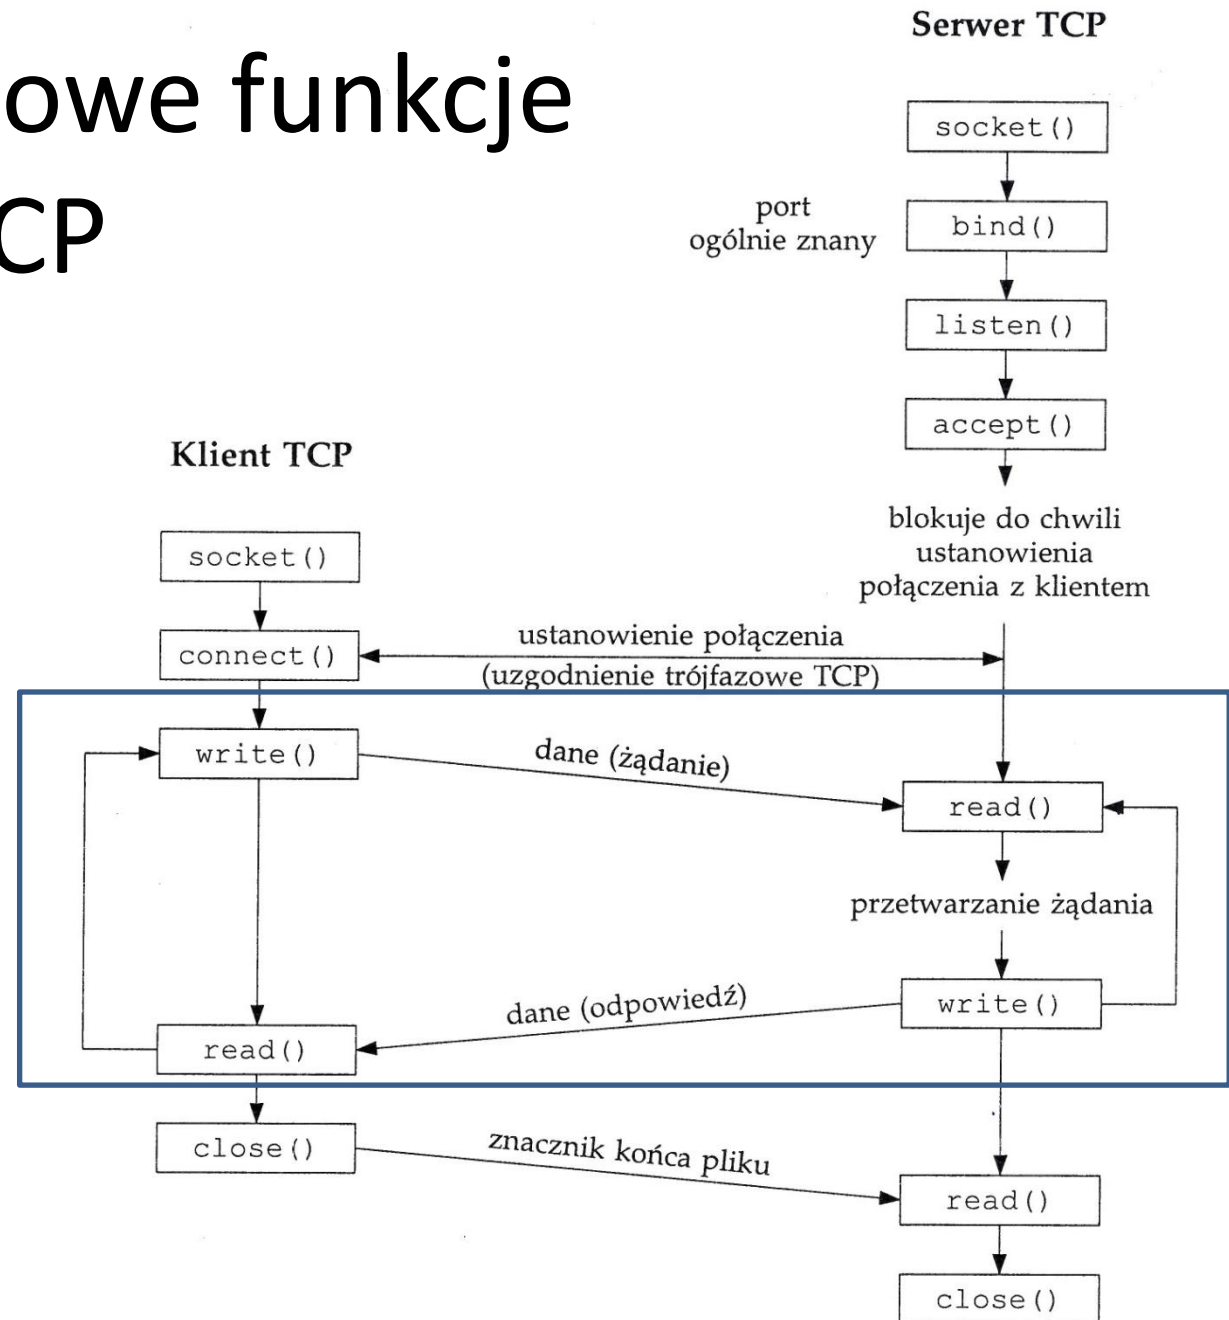 owe funkcje
CP
Serwer TCP
socket()
port
ogólnie znany
bind()
listen()
accept()
blokuje do chwili
ustanowienia
połączenia z klientem
Klient TCP
socket()
connect()
ustanowienie połączenia
(uzgodnienie trójfazowe TCP)
write()
dane (żądanie)
read()
przetwarzanie żądania
write()
dane (odpowiedź)
read()
close()
znacznik końca pliku
read()
close()